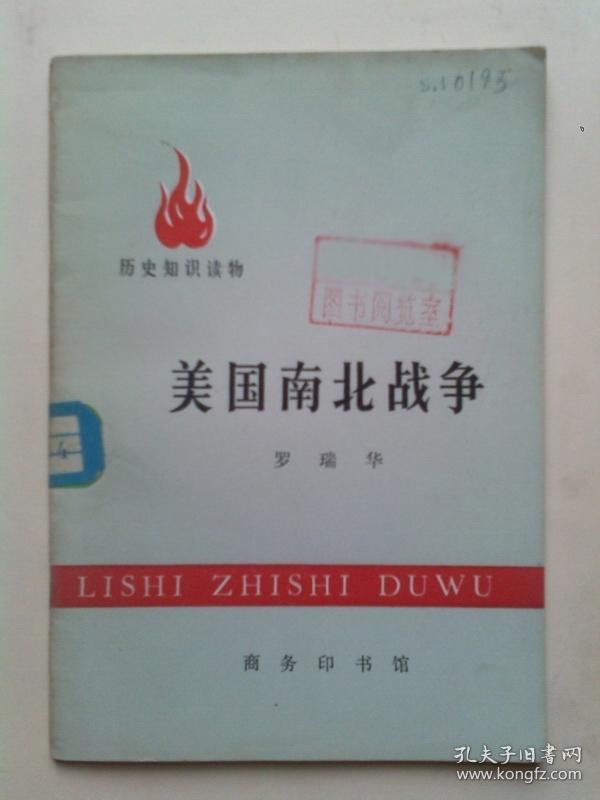 s.10195
历史知识读物
图书阅览室
美国南北战争
罗瑞华
4
LISHI ZHISHI DUWU
商务印书馆
孔夫子旧书网
www.kongfz.com